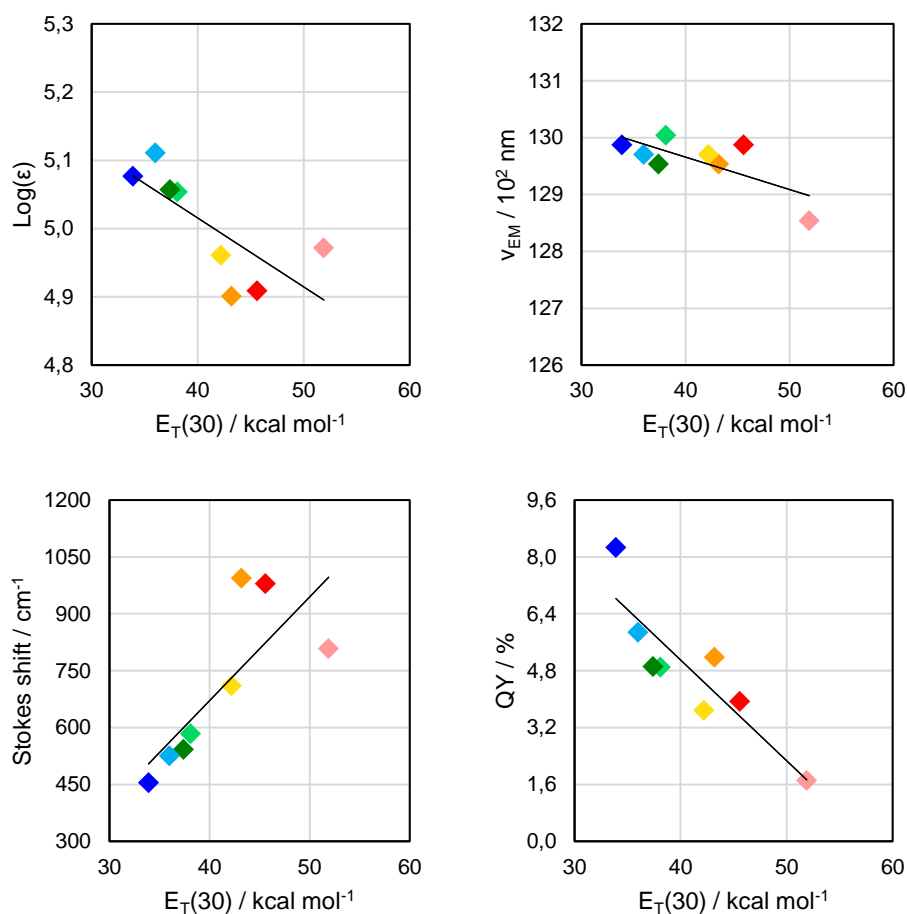 5,3
5,2
5,1
5,0
4,9
4,8
Log(ε)
30 40 50 60
E_T(30) / kcal mol⁻¹
132
131
130
129
128
127
126
ν_EM / 10² nm
30 40 50 60
E_T(30) / kcal mol⁻¹
1200
1050
900
750
600
450
300
Stokes shift / cm⁻¹
30 40 50 60
E_T(30) / kcal mol⁻¹
9,6
8,0
6,4
4,8
3,2
1,6
0,0
QY / %
30 40 50 60
E_T(30) / kcal mol⁻¹